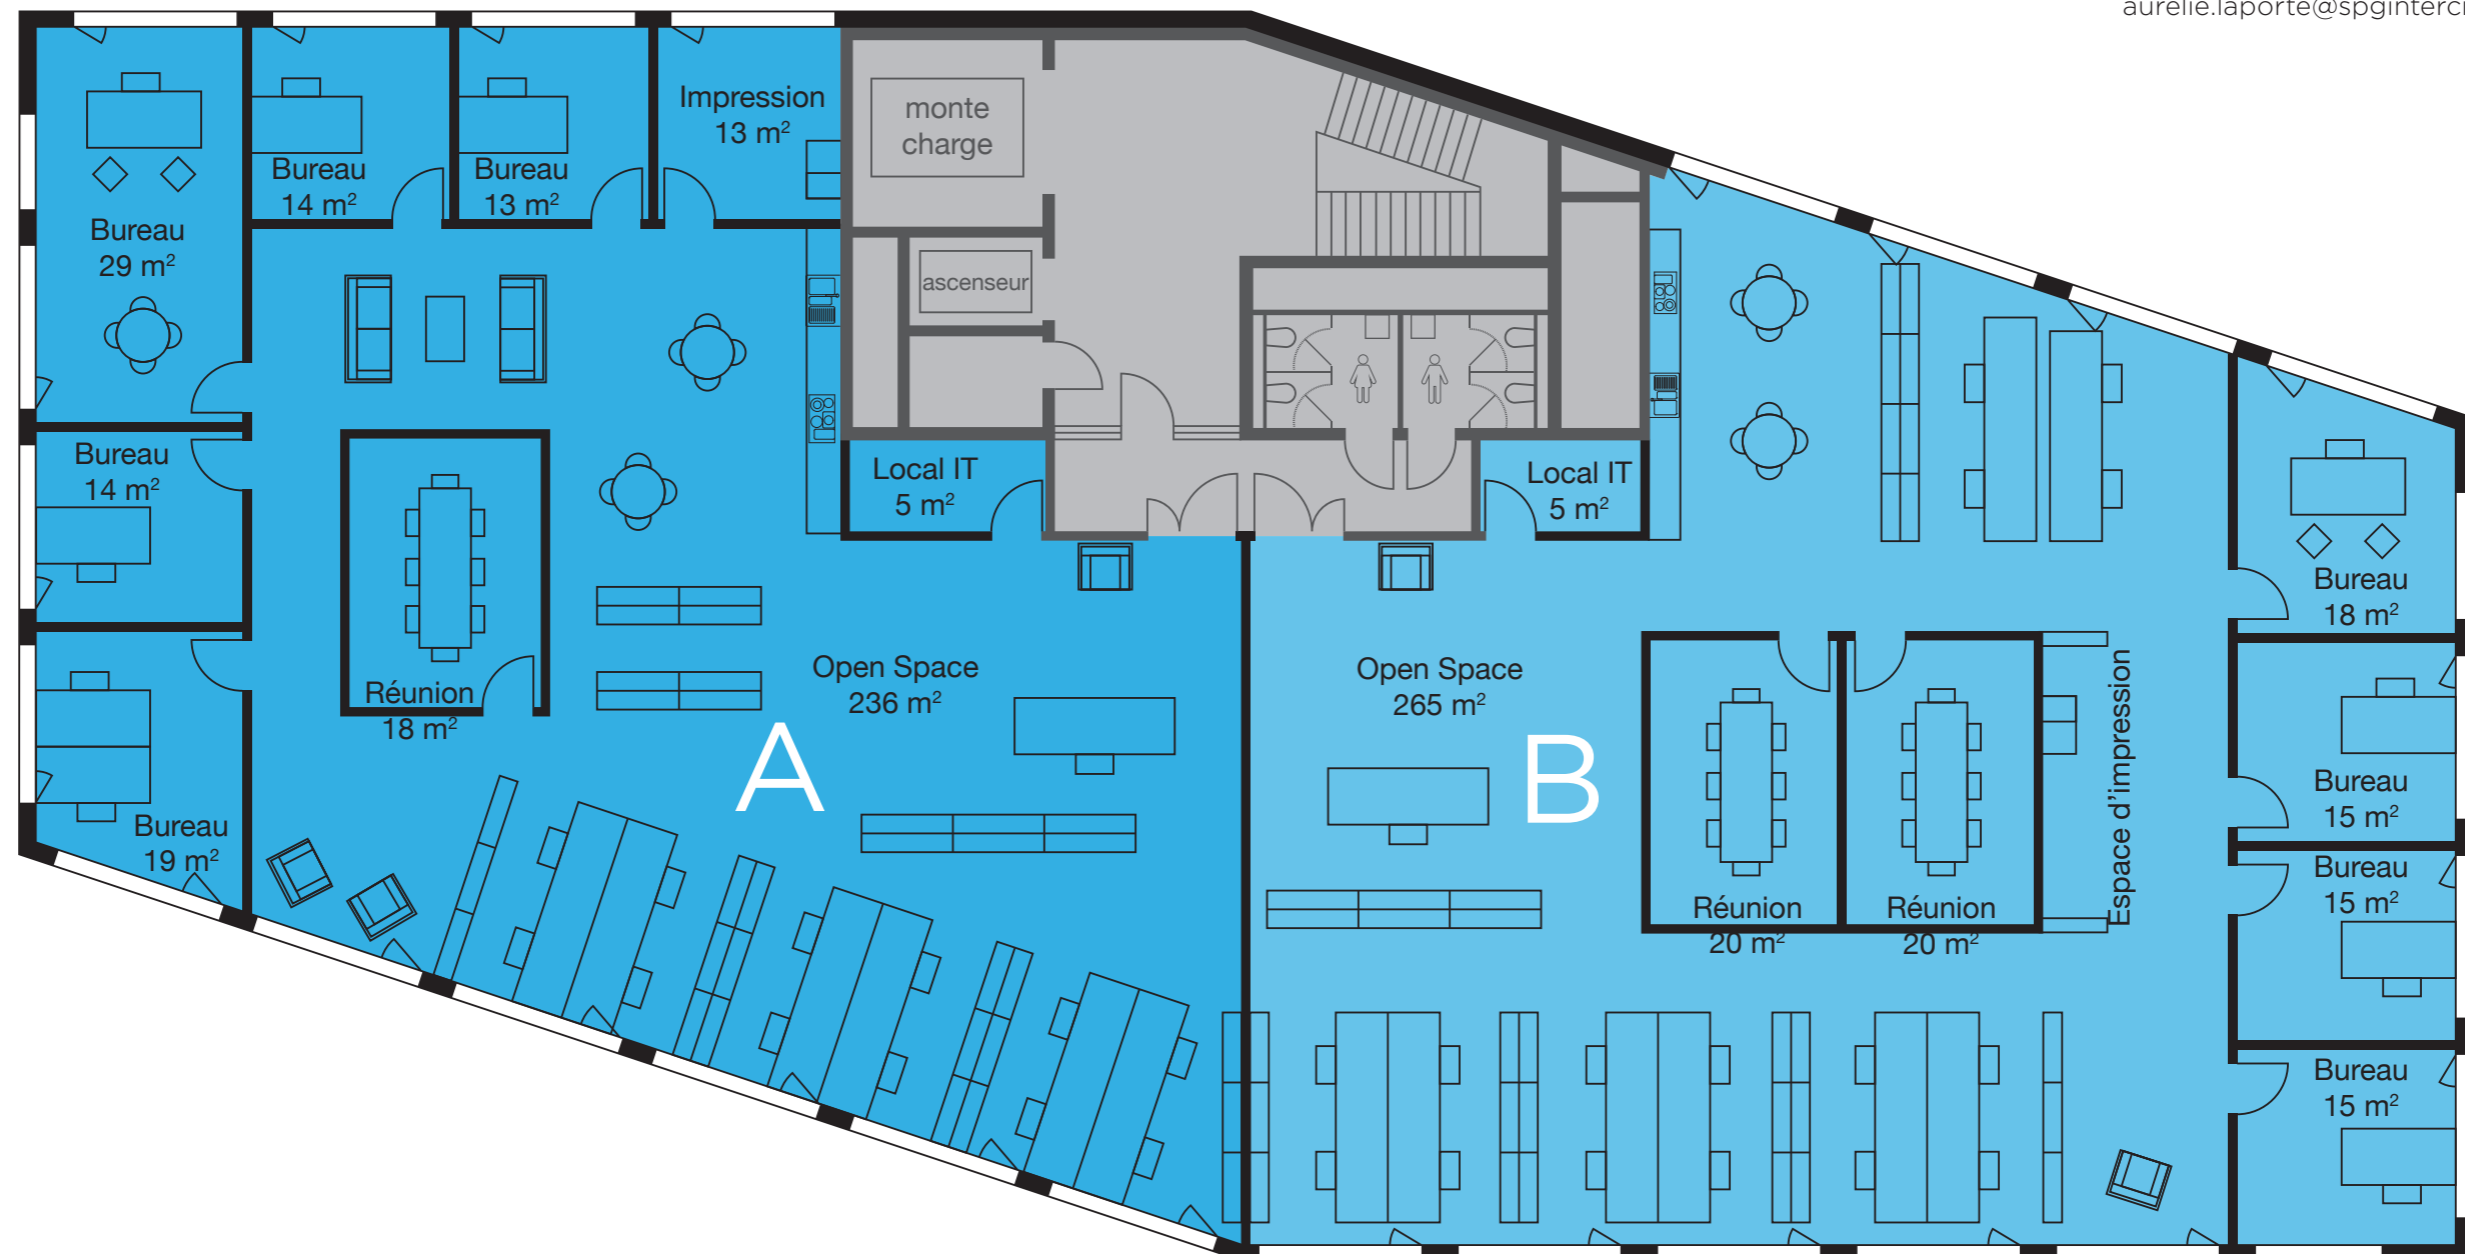 aurelie.laporte@spginterc
Impression
13 m²
monte
charge
Bureau
14 m²
Bureau
13 m²
Bureau
29 m²
ascenseur
Bureau
14 m²
Local IT
5 m²
Local IT
5 m²
Bureau
18 m²
Réunion
18 m²
Open Space
236 m²
Open Space
265 m²
A
B
Espace d'impression
Bureau
15 m²
Bureau
19 m²
Bureau
15 m²
Réunion
20 m²
Réunion
20 m²
Bureau
15 m²